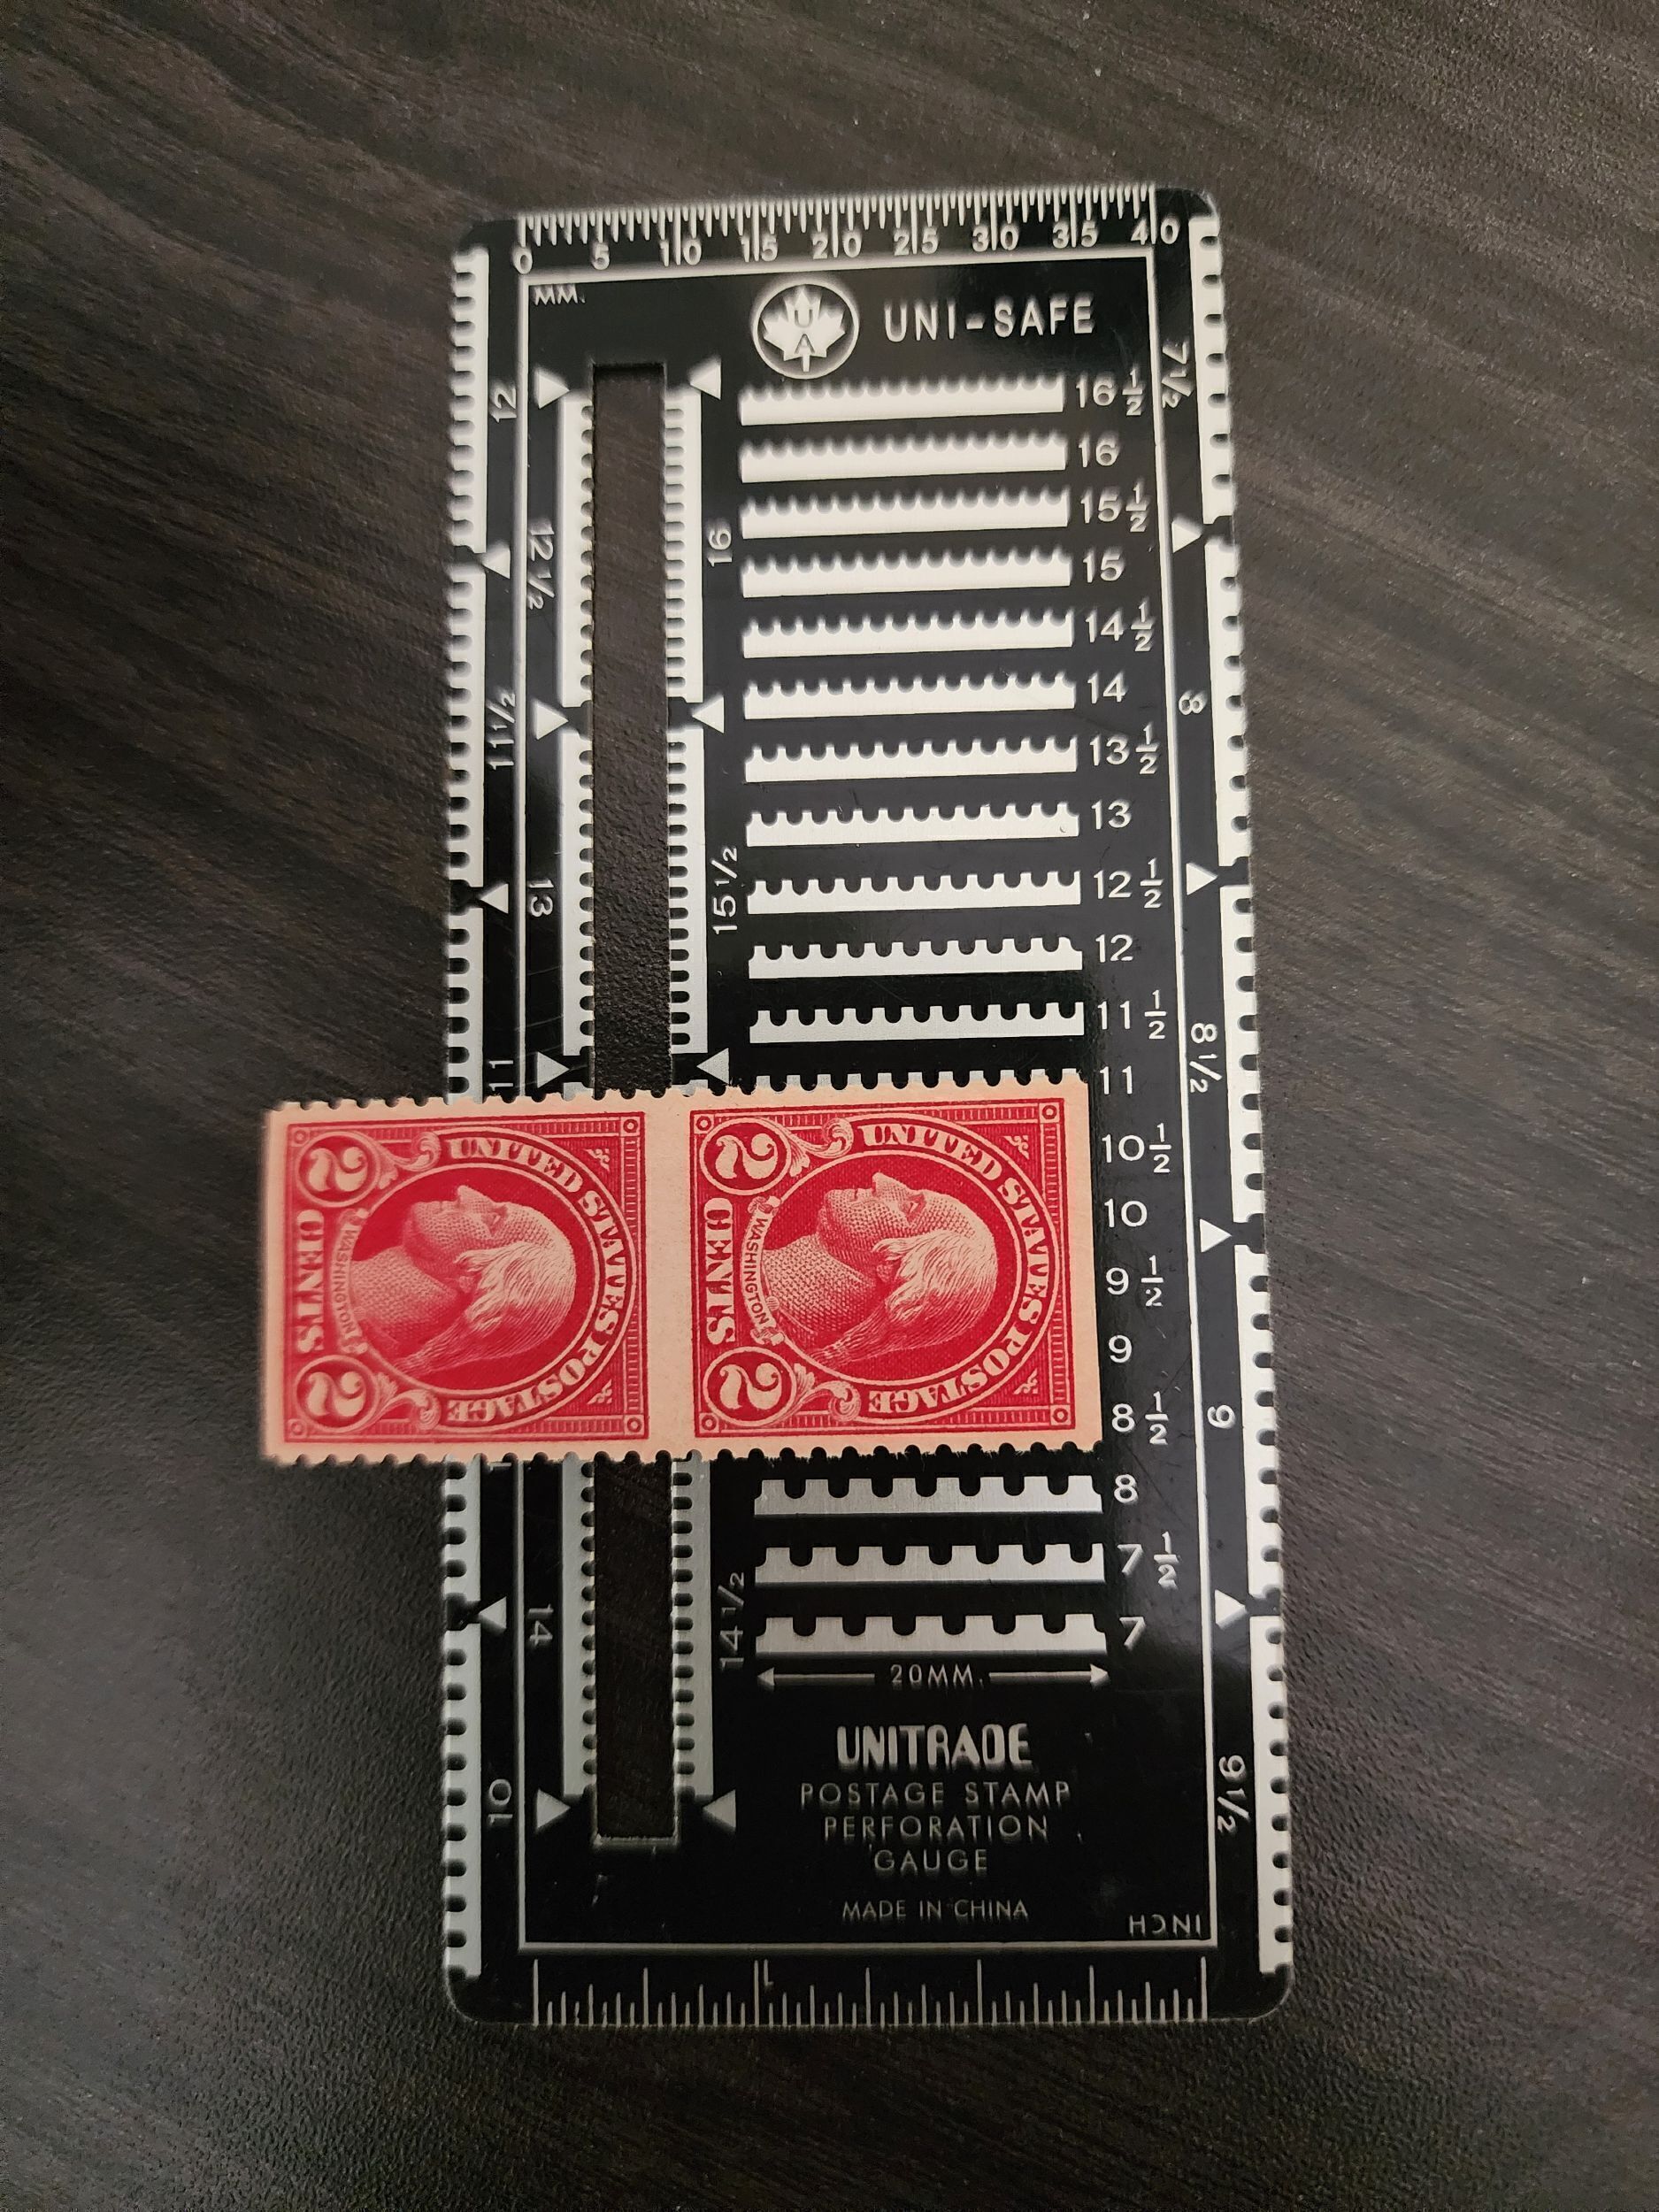 0 5 10 15 20 25 30 35 40
MM.
UA
UNI-SAFE
12
12 1/2
11 1/2
13
11
14
10
16
15 1/2
14 1/2
16 1/2
16
15 1/2
15
14 1/2
14
13 1/2
13
12 1/2
12
11 1/2
11
10 1/2
10
9 1/2
9
8 1/2
8
7 1/2
7
7 1/2
8
8 1/2
9
9 1/2
UNITED STATES POSTAGE
WASHINGTON
2 CENTS 2
UNITED STATES POSTAGE
WASHINGTON
2 CENTS 2
20MM.
UNITRADE
POSTAGE STAMP
PERFORATION
GAUGE
MADE IN CHINA
INCH
1